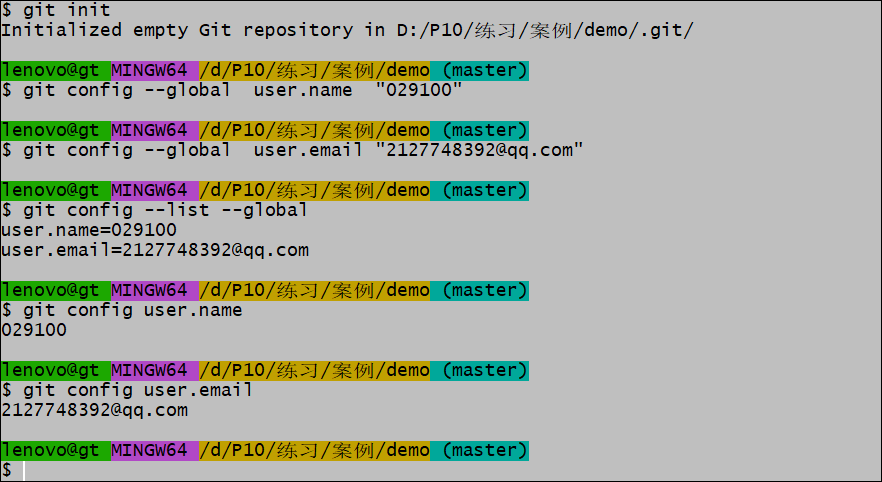 $ git init
Initialized empty Git repository in D:/P10/练习/案例/demo/.git/
lenovo@gt MINGW64 /d/P10/练习/案例/demo (master)
$ git config --global  user.name  "029100"
lenovo@gt MINGW64 /d/P10/练习/案例/demo (master)
$ git config --global  user.email "2127748392@qq.com"
lenovo@gt MINGW64 /d/P10/练习/案例/demo (master)
$ git config --list --global
user.name=029100
user.email=2127748392@qq.com
lenovo@gt MINGW64 /d/P10/练习/案例/demo (master)
$ git config user.name
029100
lenovo@gt MINGW64 /d/P10/练习/案例/demo (master)
$ git config user.email
2127748392@qq.com
lenovo@gt MINGW64 /d/P10/练习/案例/demo (master)
$